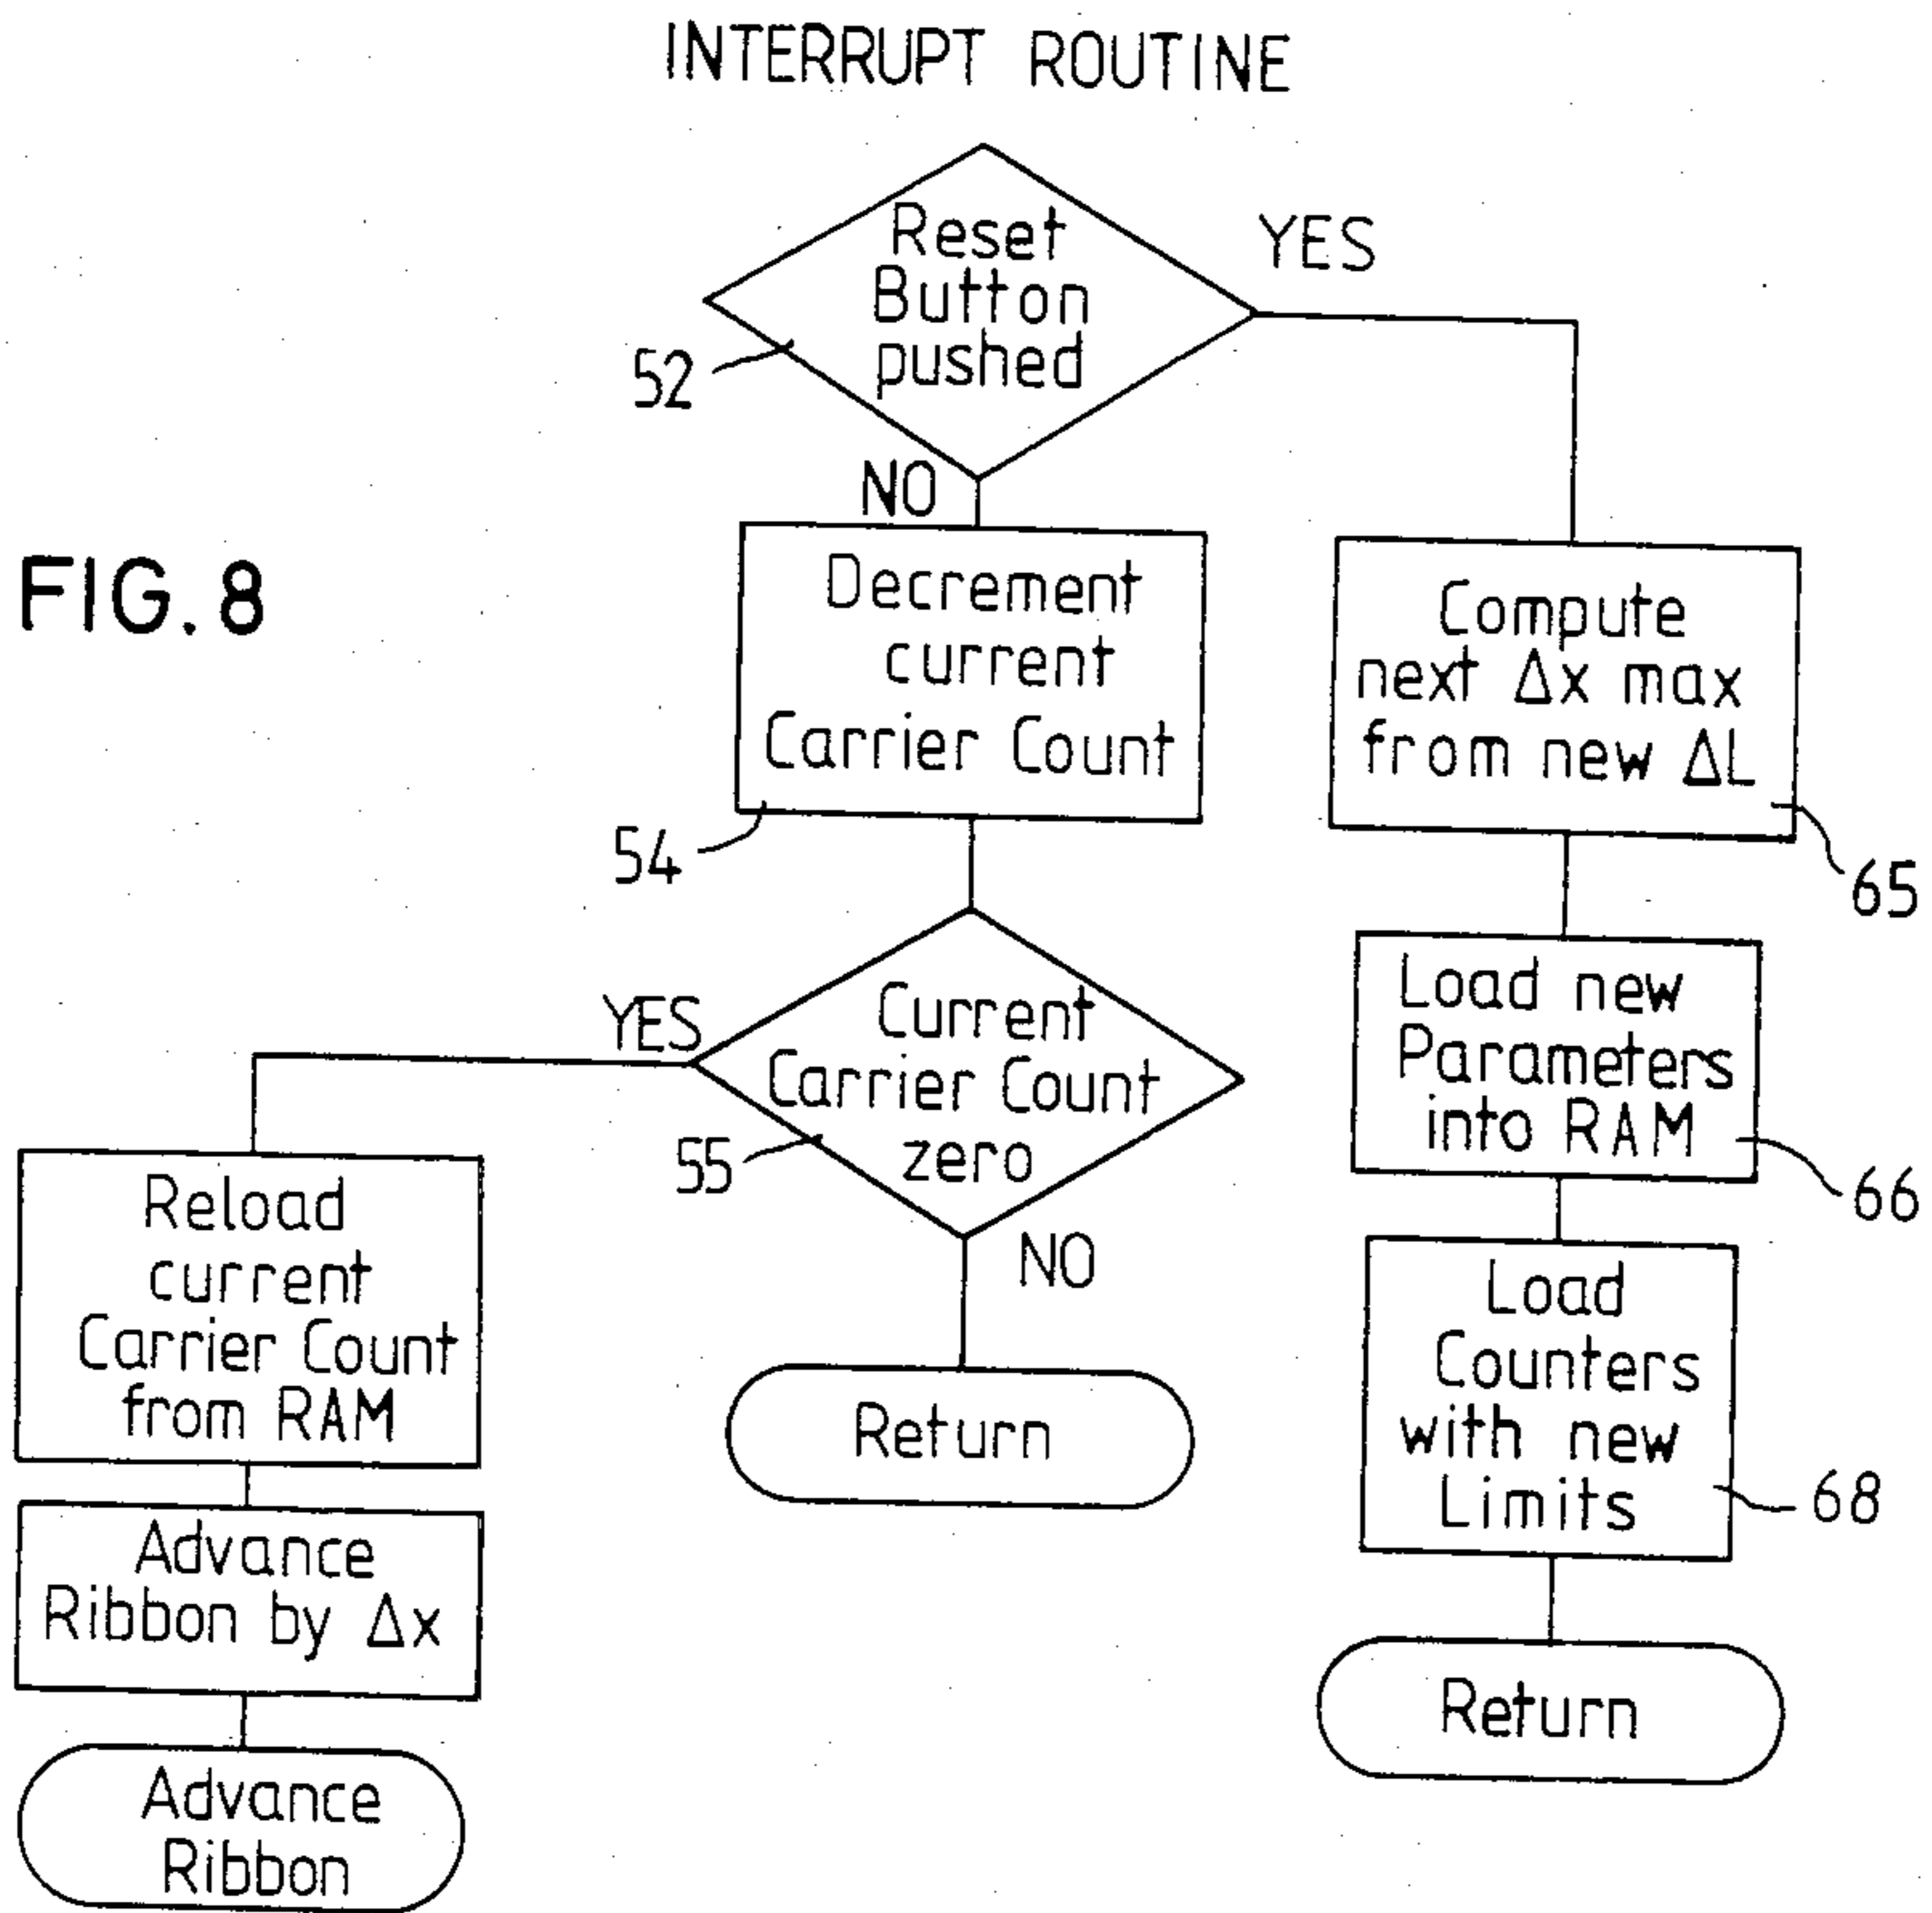 INTERRUPT ROUTINE
Reset
Button
pushed
YES
52
NO
FIG. 8
Decrement
current
Carrier Count
54
Compute
next Δx max
from new ΔL
65
Current
Carrier Count
zero
YES
55
NO
Load new
Parameters
into RAM
66
Reload
current
Carrier Count
from RAM
Return
Load
Counters
with new
Limits
68
Advance
Ribbon by Δx
Return
Advance
Ribbon